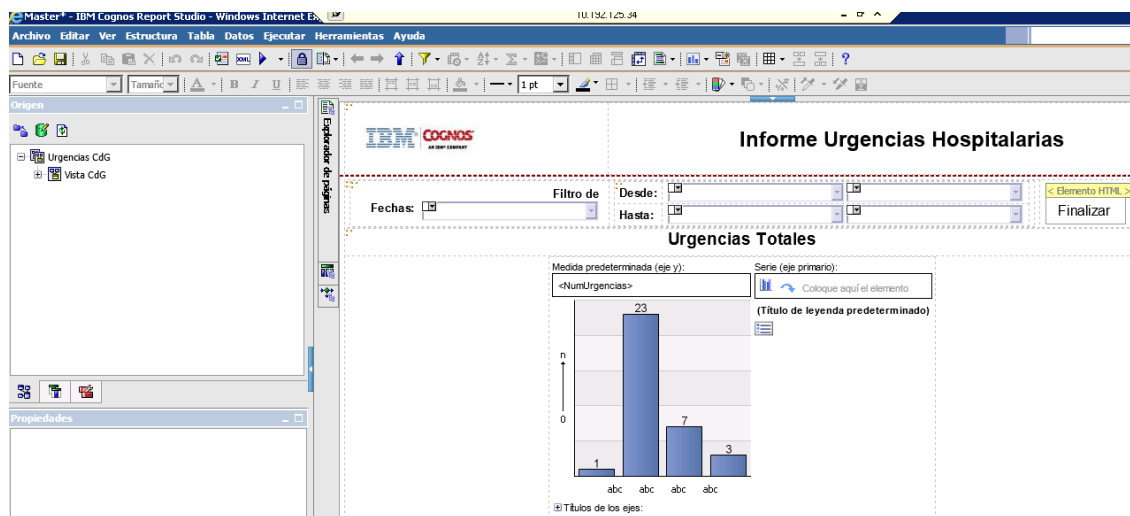 Master* - IBM Cognos Report Studio - Windows Internet Ex
10.192.125.34
Archivo Editar Ver Estructura Tabla Datos Ejecutar Herramientas Ayuda
Fuente
Tamaño
B I U
1 pt
Origen
Explorador de páginas
Urgencias CdG
Vista CdG
Propiedades
IBM COGNOS
AN IBM COMPANY
Informe Urgencias Hospitalarias
Filtro de
Fechas:
Desde:
Hasta:
< Elemento HTML >
Finalizar
Urgencias Totales
Medida predeterminada (eje y):
<NumUrgencias>
Serie (eje primario):
Coloque aquí el elemento
(Título de leyenda predeterminado)
23
n
0
7
3
1
abc abc abc abc
Títulos de los ejes: